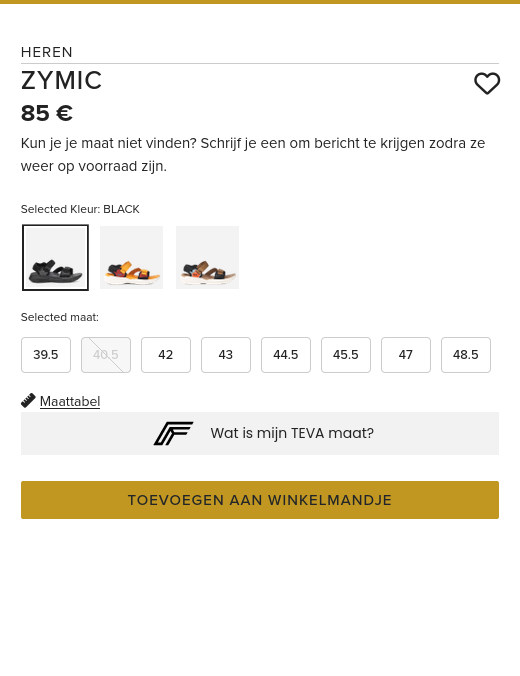 HEREN
ZYMIC
85 €
Kun je je maat niet vinden? Schrijf je een om bericht te krijgen zodra ze
weer op voorraad zijn.
Selected Kleur: BLACK
Selected maat:
39.5 40.5 42 43 44.5 45.5 47 48.5
Maattabel
Wat is mijn TEVA maat?
TOEVOEGEN AAN WINKELMANDJE